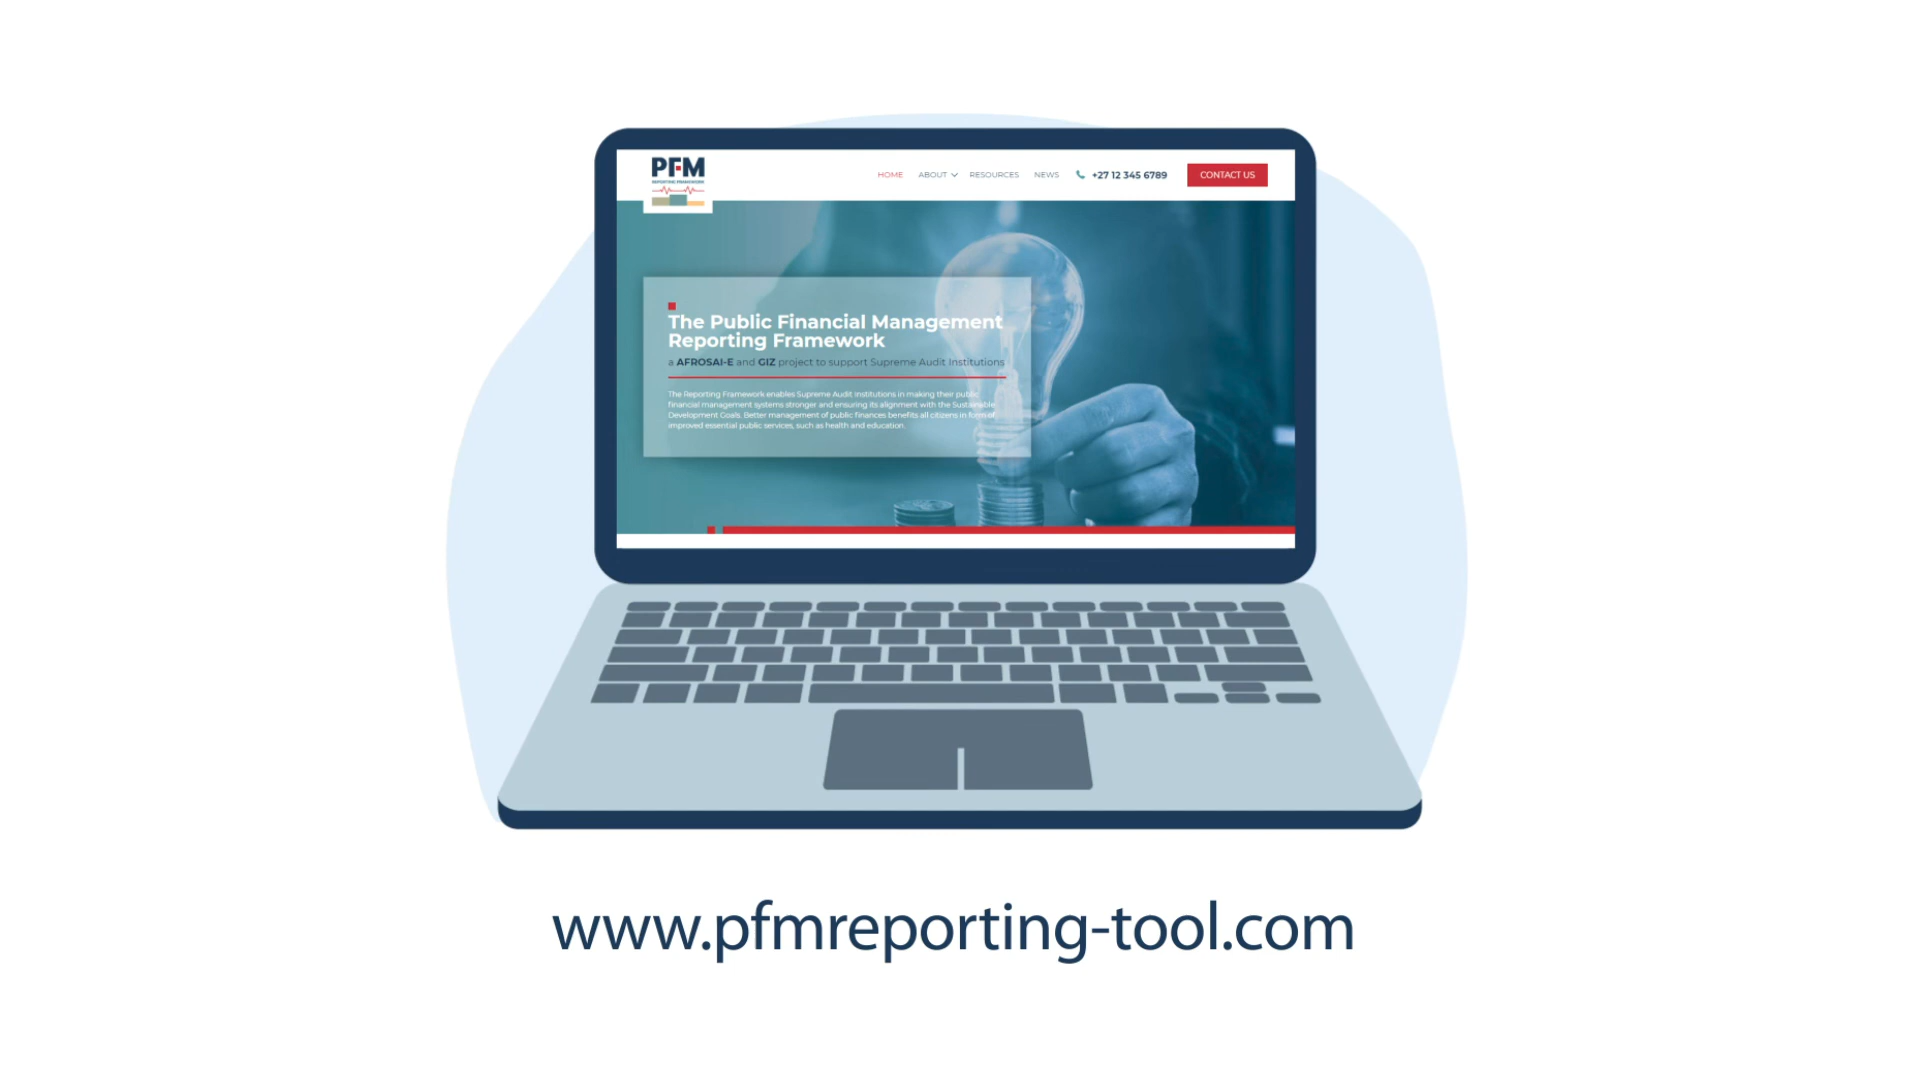 PFM
REPORTING FRAMEWORK
HOME ABOUT RESOURCES NEWS +27 12 345 6789 CONTACT US
The Public Financial Management
Reporting Framework
a AFROSAI-E and GIZ project to support Supreme Audit Institutions
The Reporting Framework enables Supreme Audit Institutions in making their public
financial management systems stronger and ensuring its alignment with the Sustainable
Development Goals. Better management of public finances benefits all citizens in form of
improved essential public services, such as health and education.
www.pfmreporting-tool.com